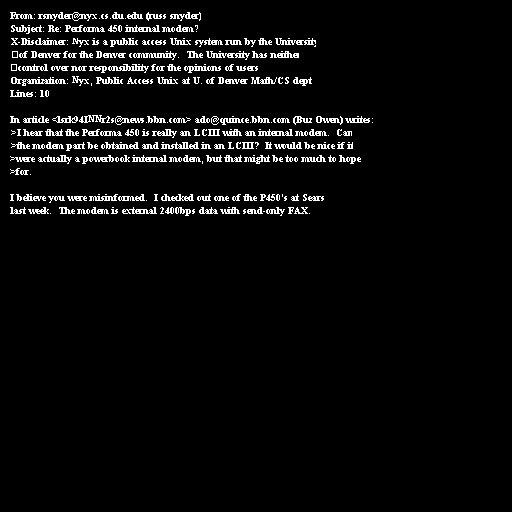 From: rsnyder@nyx.cs.du.edu (russ snyder)
Subject: Re: Performa 450 internal modem?
X-Disclaimer: Nyx is a public access Unix system run by the University
of Denver for the Denver community.  The University has neither
control over nor responsibility for the opinions of users
Organization: Nyx, Public Access Unix at U. of Denver Math/CS dept
Lines: 10

In article <1srk941NNr2s@news.bbn.com> ado@quince.bbn.com (Buz Owen) writes:
>I hear that the Performa 450 is really an LCIII with an internal modem.  Can
>the modem part be obtained and installed in an LCIII?  It would be nice if it
>were actually a powerbook internal modem, but that might be too much to hope
>for.

I believe you were misinformed.  I checked out one of the P450's at Sears
last week.  The modem is external 2400bps data with send-only FAX.